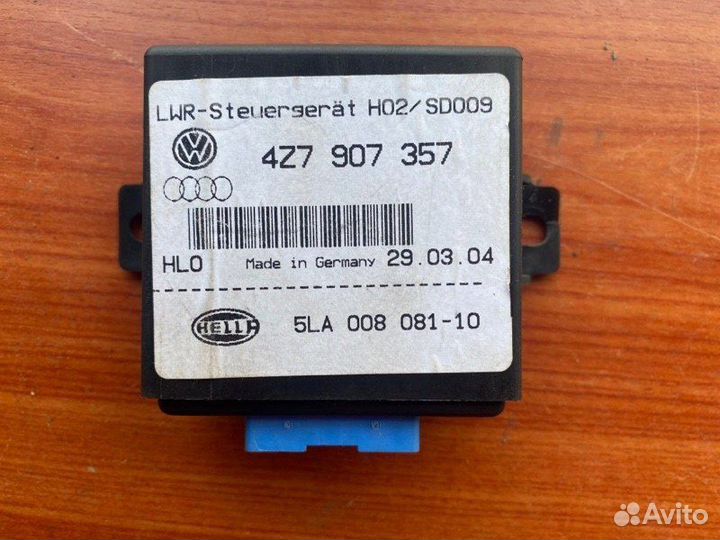 LWR-Steuergerät H02/SD009
VW
4Z7 907 357
HLO Made in Germany 29.03.04
HELLA 5LA 008 081-10
Avito